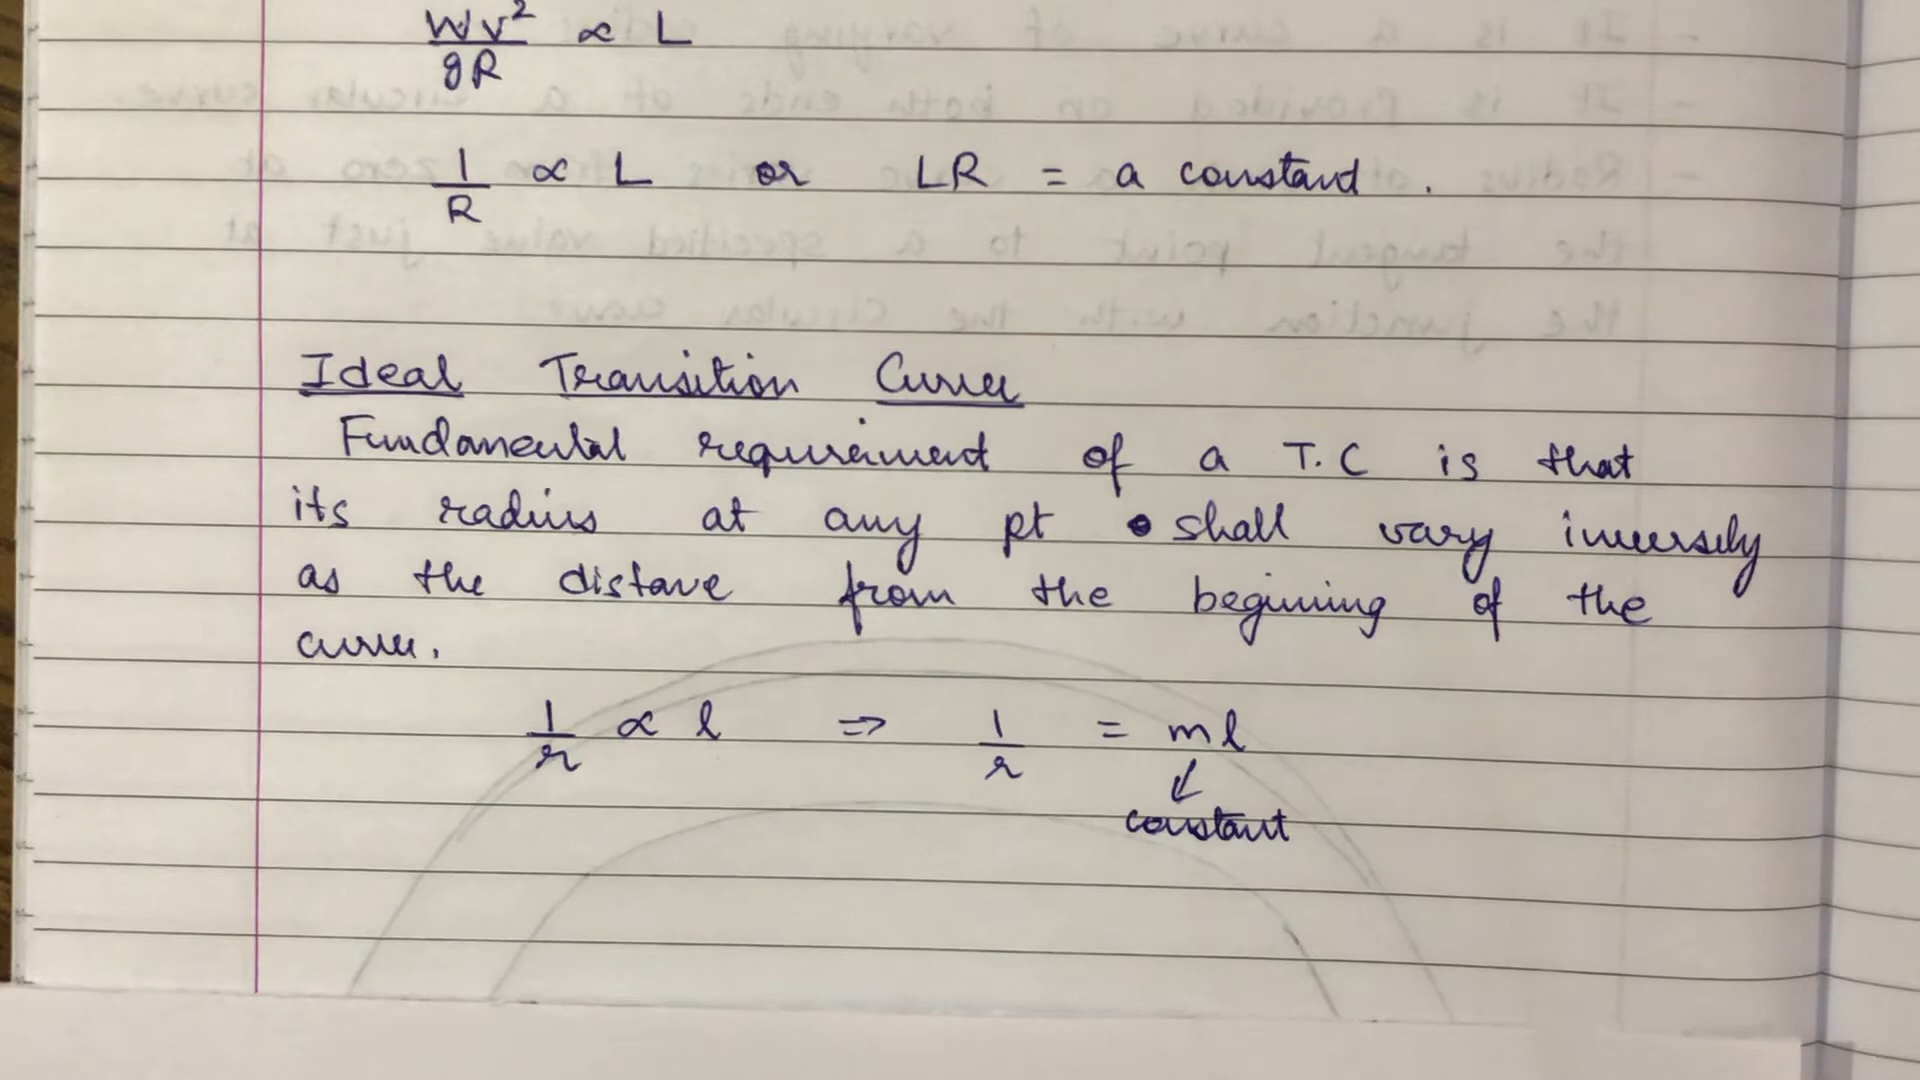 Wv² / gR ∝ L
1/R ∝ L or LR = a constand.
Ideal Transition Curve
Fundamental requirement of a T.C is that
its radius at any pt shall vary inversely
as the distave from the begining of the
curve.
1/r ∝ l ⇒ 1/r = ml
↓
constant